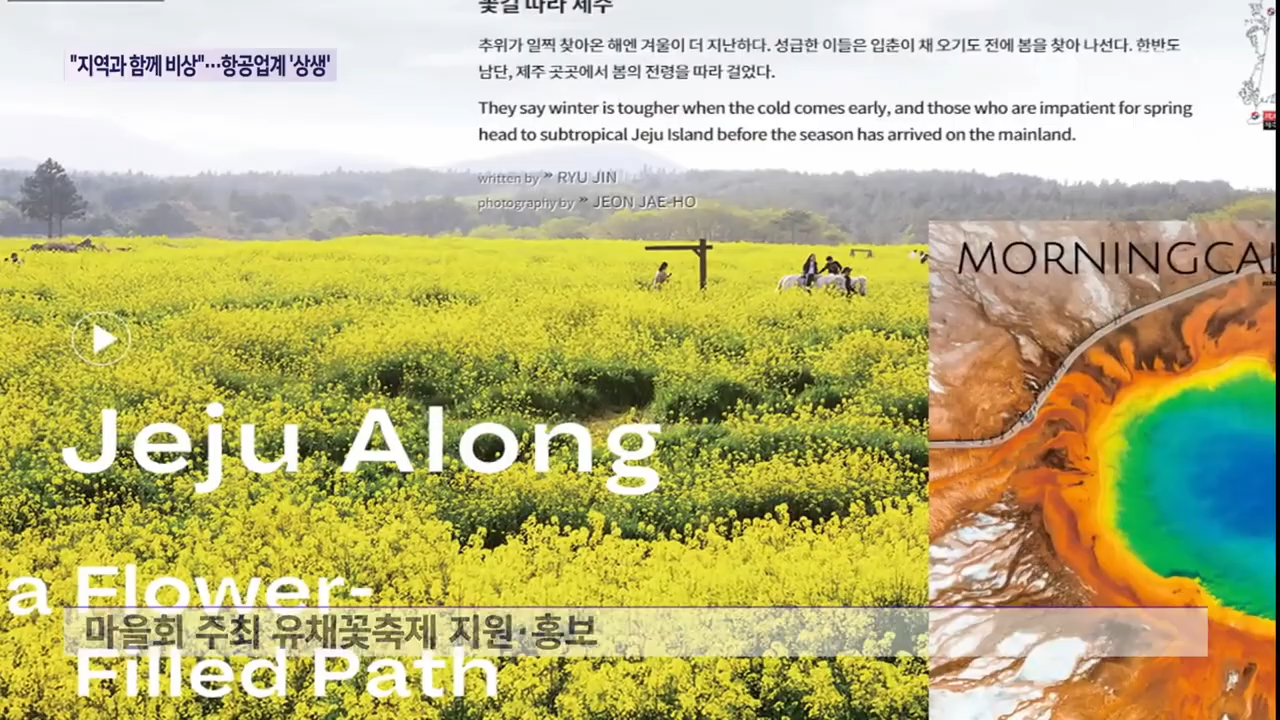 꽃길 따라 제주
"지역과 함께 비상"…항공업계 '상생'
추위가 일찍 찾아온 해엔 겨울이 더 지난하다. 성급한 이들은 입춘이 채 오기도 전에 봄을 찾아 나선다. 한반도
남단, 제주 곳곳에서 봄의 전령을 따라 걸었다.
They say winter is tougher when the cold comes early, and those who are impatient for spring
head to subtropical Jeju Island before the season has arrived on the mainland.
written by » RYU JIN
photography by » JEON JAE-HO
MORNINGCAL
Jeju Along
a Flower-
마을회 주최 유채꽃축제 지원·홍보
Filled Path